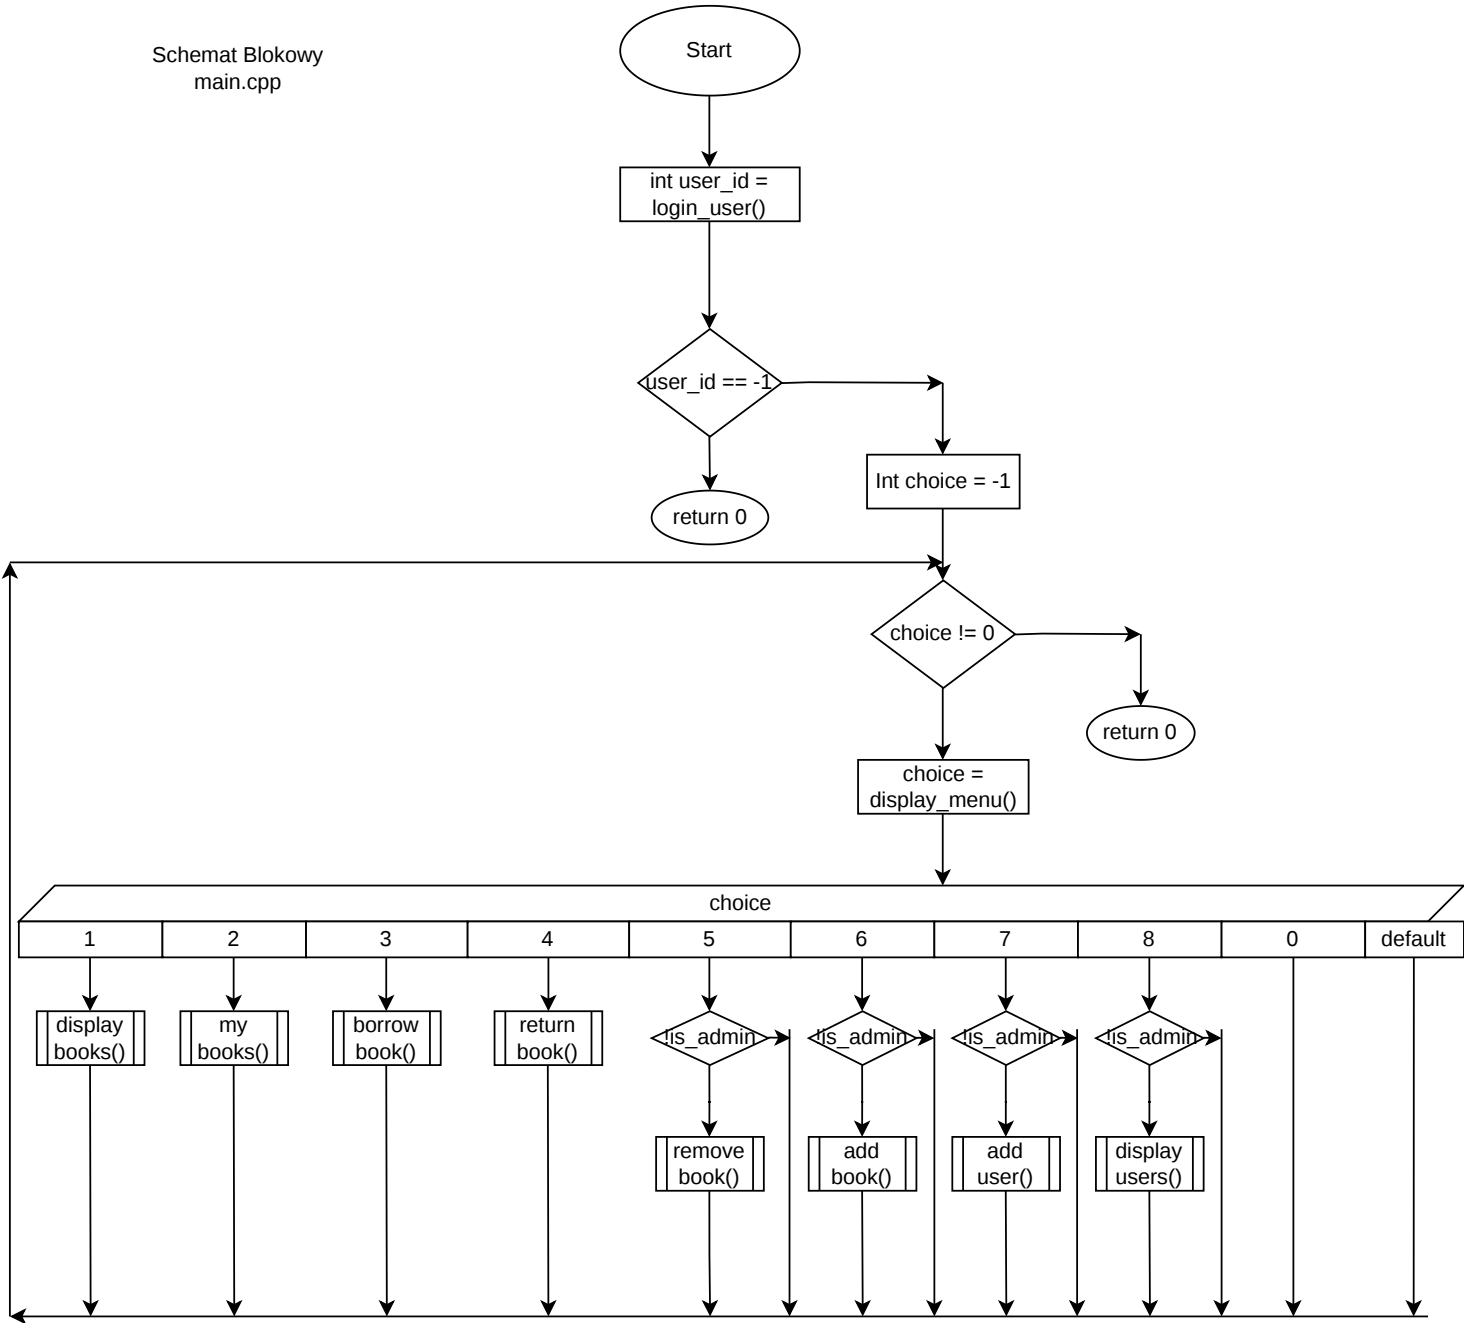 Schemat Blokowy
main.cpp
Start
int user_id =
login_user()
user_id == -1
Int choice = -1
return 0
choice != 0
return 0
choice =
display_menu()
choice
1
2
3
4
5
6
7
8
0
default
display
books()
my
books()
borrow
book()
return
book()
!is_admin
!is_admin
!is_admin
!is_admin
remove
book()
add
book()
add
user()
display
users()